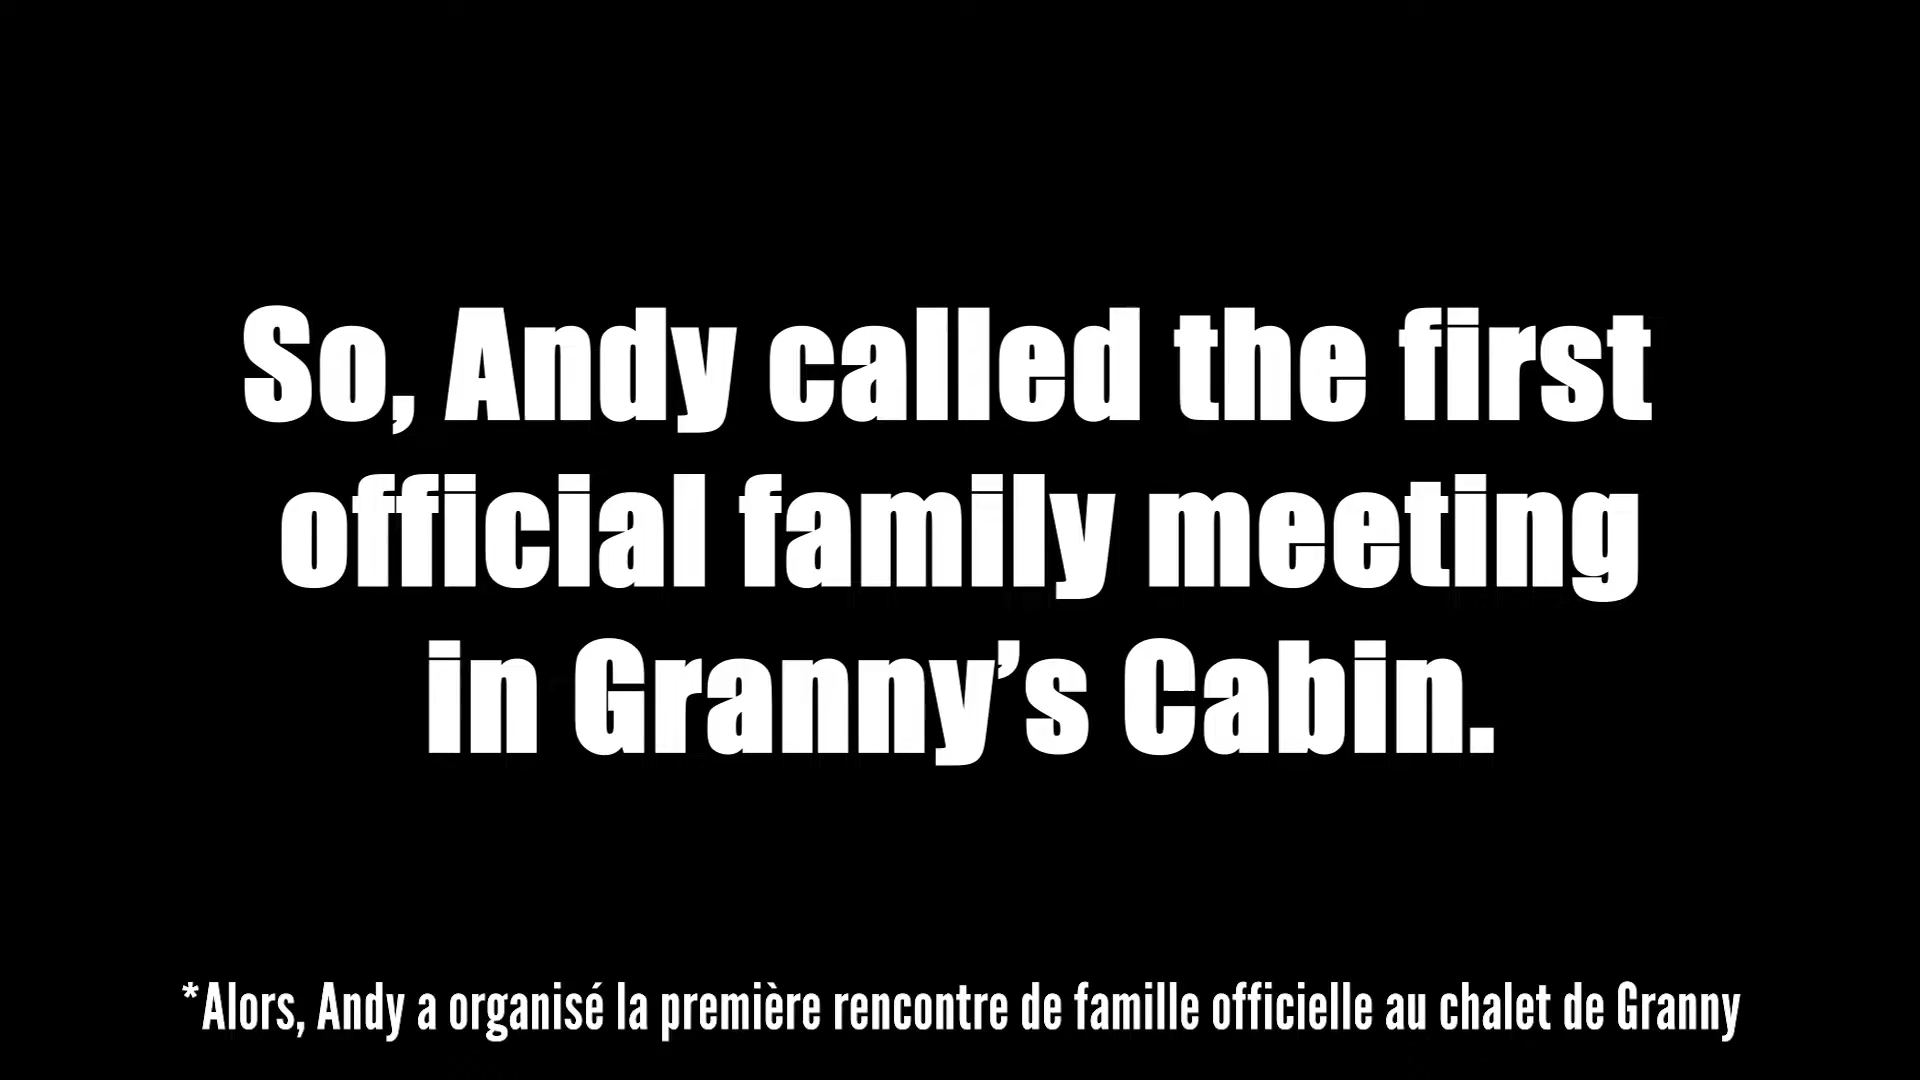 So, Andy called the first
official family meeting
in Granny’s Cabin.
*Alors, Andy a organisé la première rencontre de famille officielle au chalet de Granny